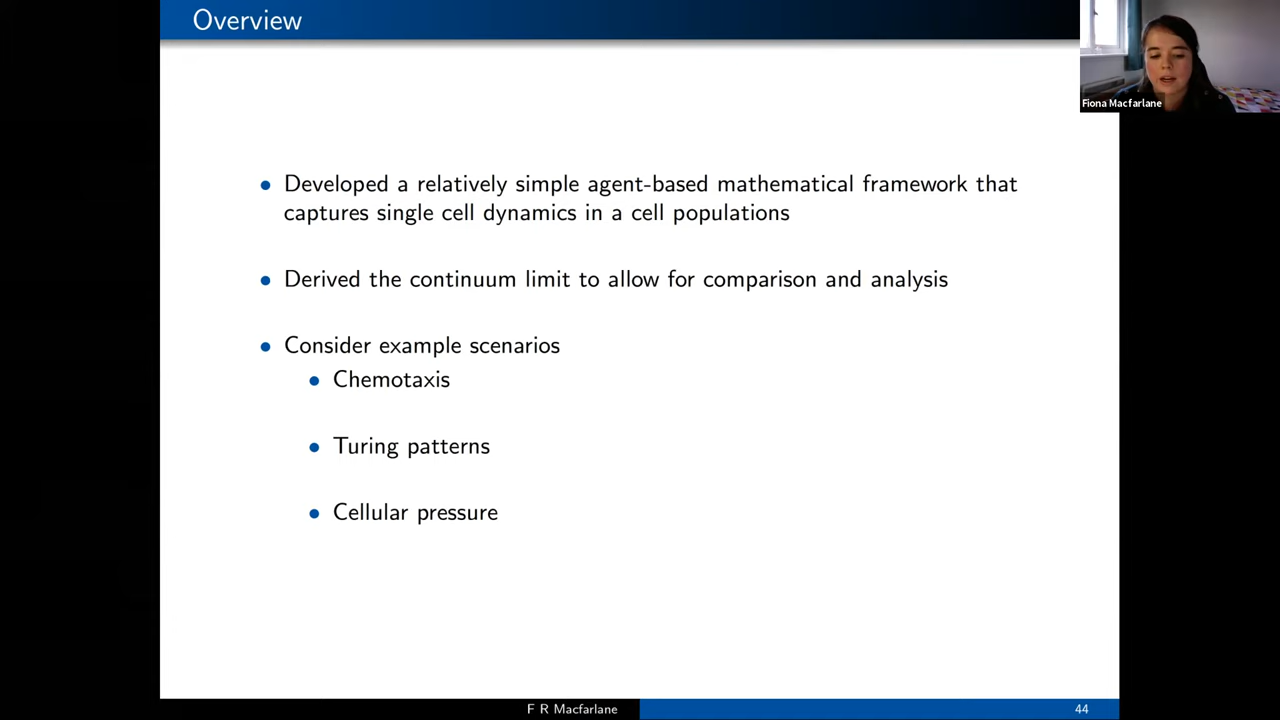 Overview
Fiona Macfarlane
• Developed a relatively simple agent-based mathematical framework that
captures single cell dynamics in a cell populations
• Derived the continuum limit to allow for comparison and analysis
• Consider example scenarios
• Chemotaxis
• Turing patterns
• Cellular pressure
F R Macfarlane
44